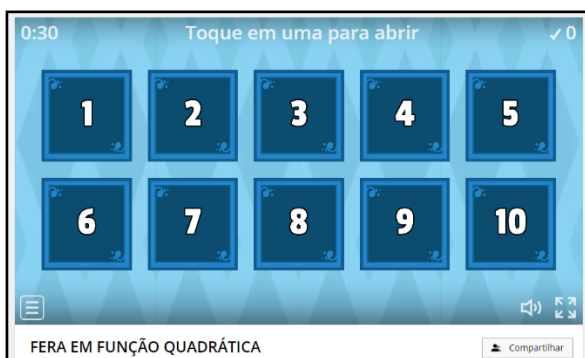 0:30 Toque em uma para abrir ✓0
1 2 3 4 5
6 7 8 9 10
FERA EM FUNÇÃO QUADRÁTICA Compartilhar